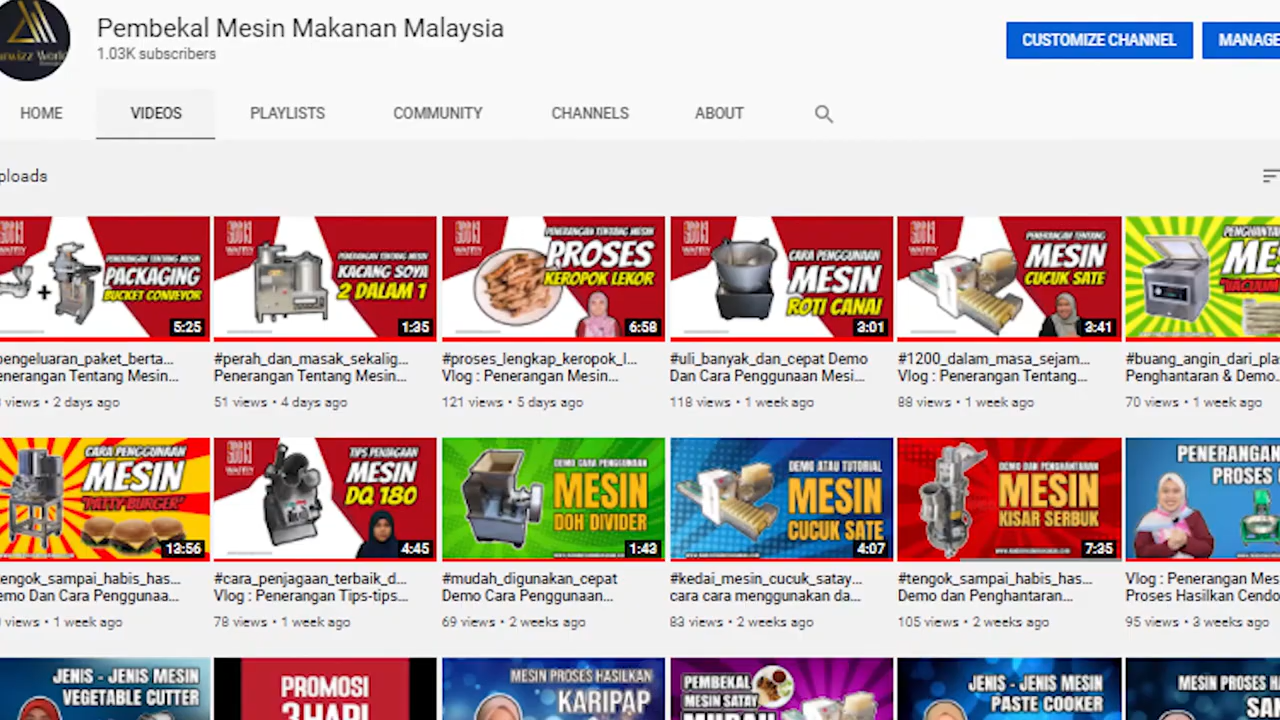 Pembekal Mesin Makanan Malaysia
1.03K subscribers
CUSTOMIZE CHANNEL
MANAGE
HOME
VIDEOS
PLAYLISTS
COMMUNITY
CHANNELS
ABOUT
ploads
PENERANGAN TENTANG MESIN
PACKAGING
BUCKET CONVEYOR
5:25
PENERANGAN TENTANG MESIN
KACANG SOYA
2 DALAM 1
1:35
PENERANGAN TENTANG MESIN
PROSES
KEROPOK LEKOR
6:58
CARA PENGGUNAAN
MESIN
ROTI CANAI
3:01
PENERANGAN TENTANG
MESIN
CUCUK SATE
3:41
PENGHANTA
ME
VACUUM
pengeluaran_paket_berta...
enerangan Tentang Mesin...
views • 2 days ago
#perah_dan_masak_sekalig...
Penerangan Tentang Mesin...
51 views • 4 days ago
#proses_lengkap_keropok_l...
Vlog : Penerangan Mesin...
121 views • 5 days ago
#uli_banyak_dan_cepat Demo
Dan Cara Penggunaan Mesi...
118 views • 1 week ago
#1200_dalam_masa_sejam...
Vlog : Penerangan Tentang...
88 views • 1 week ago
#buang_angin_dari_pla
Penghantaran & Demo.
70 views • 1 week ago
CARA PENGGUNAAN
MESIN
"PATTY BURGER"
13:56
TIPS PENJAGAAN
MESIN
DQ 180
4:45
DEMO CARA PENGGUNAAN
MESIN
DOH DIVIDER
1:43
DEMO ATAU TUTORIAL
MESIN
CUCUK SATE
4:07
DEMO DAN PENGHANTARAN
MESIN
KISAR SERBUK
7:35
PENERANGAN
PROSES
tengok_sampai_habis_has...
emo Dan Cara Penggunaa...
views • 1 week ago
#cara_penjagaan_terbaik_d...
Vlog : Penerangan Tips-tips...
78 views • 1 week ago
#mudah_digunakan_cepat
Demo Cara Penggunaan...
69 views • 2 weeks ago
#kedai_mesin_cucuk_satay...
cara cara menggunakan da...
83 views • 2 weeks ago
#tengok_sampai_habis_has...
Demo dan Penghantaran...
105 views • 2 weeks ago
Vlog : Penerangan Mes
Proses Hasilkan Cendo
95 views • 3 weeks ago
JENIS - JENIS MESIN
VEGETABLE CUTTER
PROMOSI
3 HARI
MESIN PROSES HASILKAN
KARIPAP
PEMBEKAL
MESIN SATAY
MURAH
JENIS - JENIS MESIN
PASTE COOKER
MESIN PROSES HA